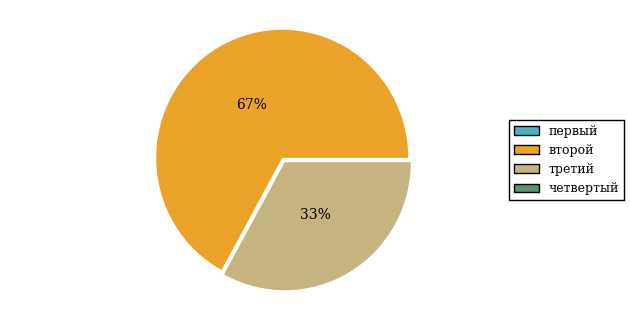 67%
33%
первый
второй
третий
четвертый